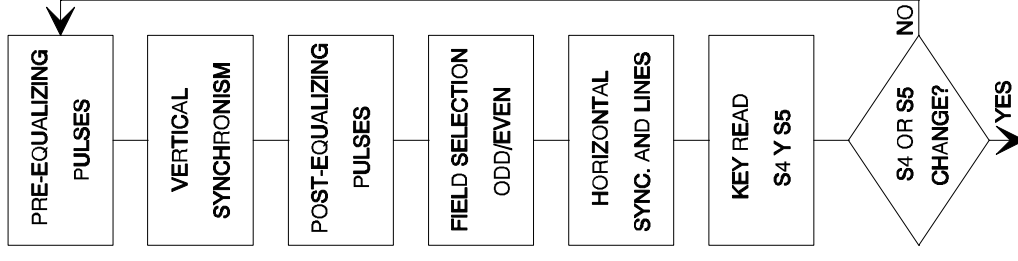 PRE-EQUALIZING
PULSES
VERTICAL
SYNCHRONISM
POST-EQUALIZING
PULSES
FIELD SELECTION
ODD/EVEN
HORIZONTAL
SYNC. AND LINES
KEY READ
S4 Y S5
S4 OR S5
CHANGE?
NO
YES